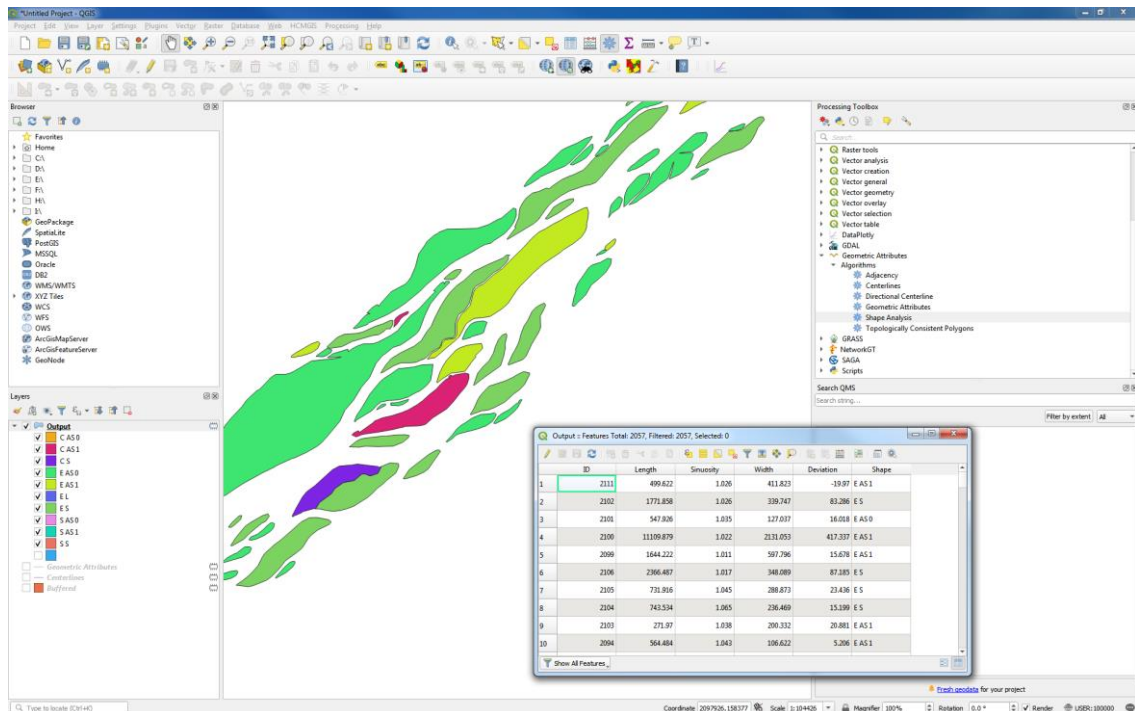 *Untitled Project - QGIS
Project Edit View Layer Settings Plugins Vector Raster Database Web HCMGIS Processing Help
Browser
Favorites
Home
C:\
D:\
E:\
F:\
H:\
I:\
GeoPackage
SpatiaLite
PostGIS
MSSQL
Oracle
DB2
WMS/WMTS
XYZ Tiles
WCS
WFS
OWS
ArcGisMapServer
ArcGisFeatureServer
GeoNode
Layers
Output
C AS 0
C AS 1
C S
E AS 0
E AS 1
E L
E S
S AS 0
S AS 1
S S
Geometric Attributes
Centerlines
Buffered
Processing Toolbox
Search...
Raster tools
Vector analysis
Vector creation
Vector general
Vector geometry
Vector overlay
Vector selection
Vector table
DataPlotly
GDAL
Geometric Attributes
Algorithms
Adjacency
Centerlines
Directional Centerline
Geometric Attributes
Shape Analysis
Topologically Consistent Polygons
GRASS
NetworkGT
SAGA
Scripts
Search QMS
Search string...
Filter by extent All
Output :: Features Total: 2057, Filtered: 2057, Selected: 0
ID Length Sinuosity Width Deviation Shape
1 2111 499.622 1.026 411.823 -19.97 E AS 1
2 2102 1771.858 1.026 339.747 83.286 E S
3 2101 547.926 1.035 127.037 16.018 E AS 0
4 2100 11109.879 1.022 2131.053 417.337 E AS 1
5 2099 1644.222 1.011 597.796 15.678 E AS 1
6 2106 2366.487 1.017 348.089 87.185 E S
7 2105 731.916 1.045 288.873 23.436 E S
8 2104 743.534 1.065 236.469 15.199 E S
9 2103 271.97 1.038 200.332 20.881 E AS 1
10 2094 564.484 1.043 106.622 5.206 E AS 1
Show All Features
Fresh geodata for your project
Type to locate (Ctrl+K) Coordinate 2097926,158377 Scale 1:104426 Magnifier 100% Rotation 0.0 ° Render USER:100000